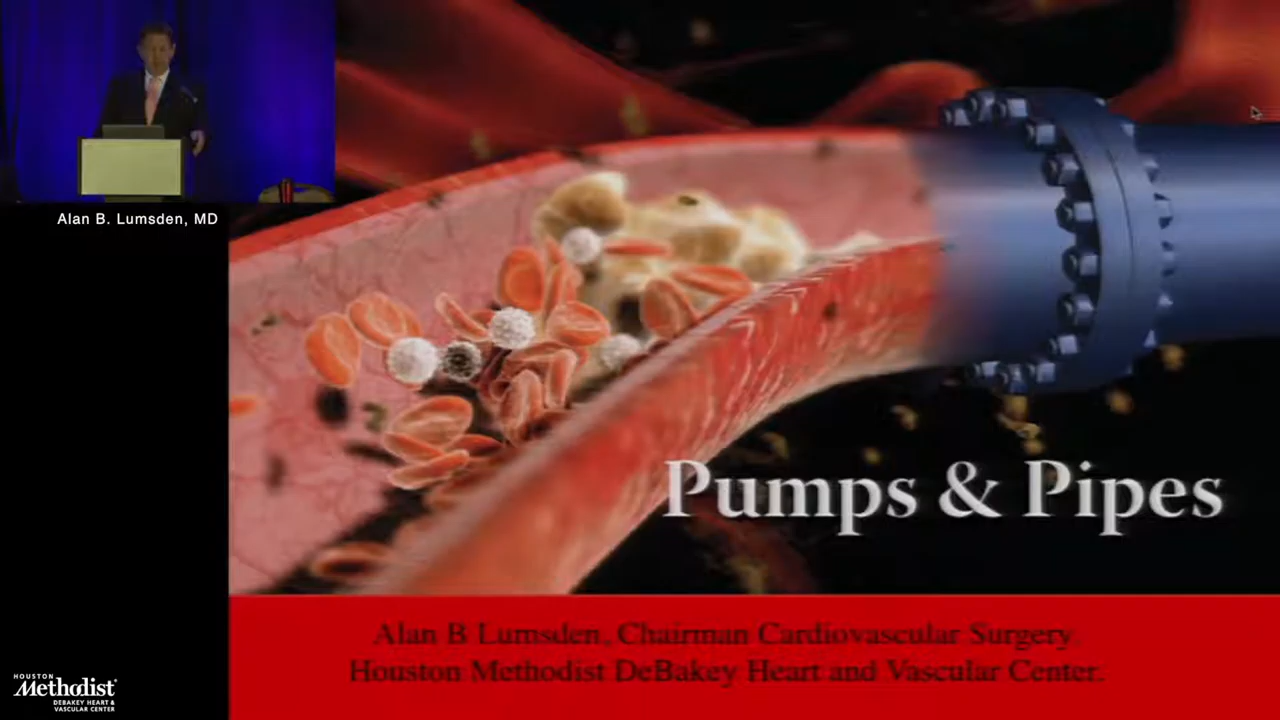 Alan B. Lumsden, MD
Pumps & Pipes
Alan B Lumsden, Chairman Cardiovascular Surgery.
Houston Methodist DeBakey Heart and Vascular Center.
HOUSTON
Methodist
DEBAKEY HEART &
VASCULAR CENTER